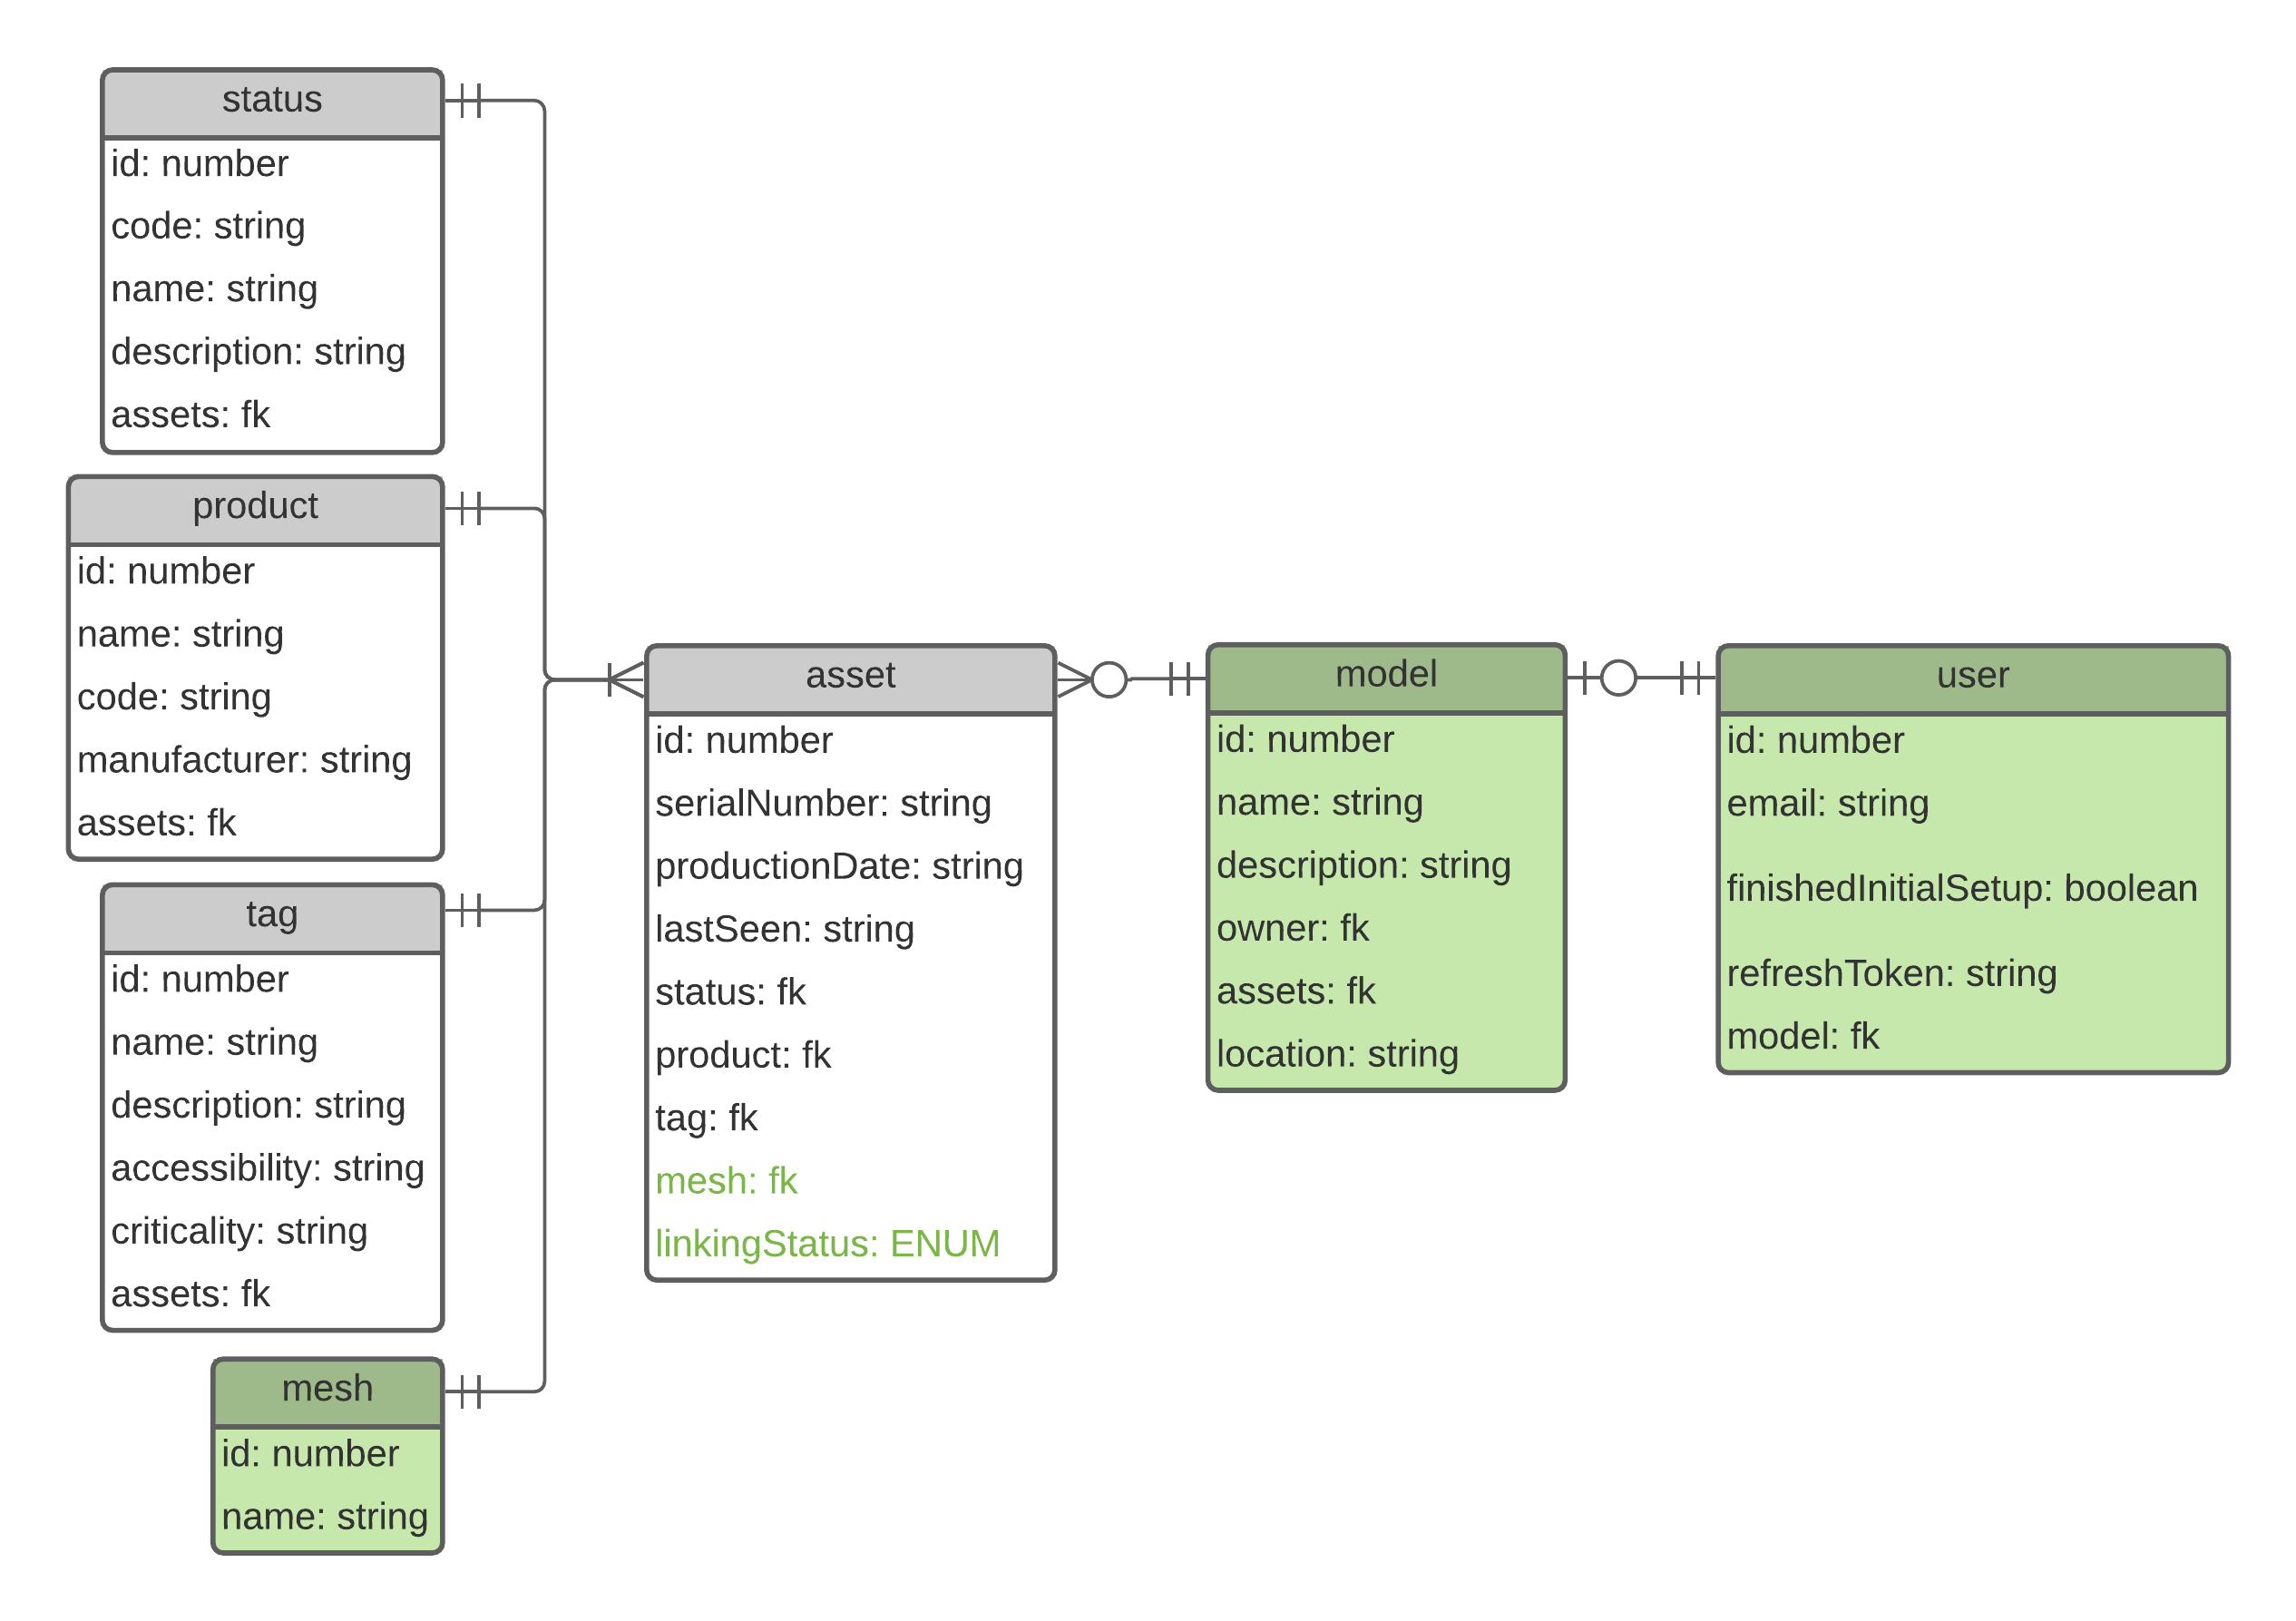 status
id: number
code: string
name: string
description: string
assets: fk
product
id: number
name: string
code: string
manufacturer: string
assets: fk
tag
id: number
name: string
description: string
accessibility: string
criticality: string
assets: fk
mesh
id: number
name: string
asset
id: number
serialNumber: string
productionDate: string
lastSeen: string
status: fk
product: fk
tag: fk
mesh: fk
linkingStatus: ENUM
model
id: number
name: string
description: string
owner: fk
assets: fk
location: string
user
id: number
email: string
finishedInitialSetup: boolean
refreshToken: string
model: fk